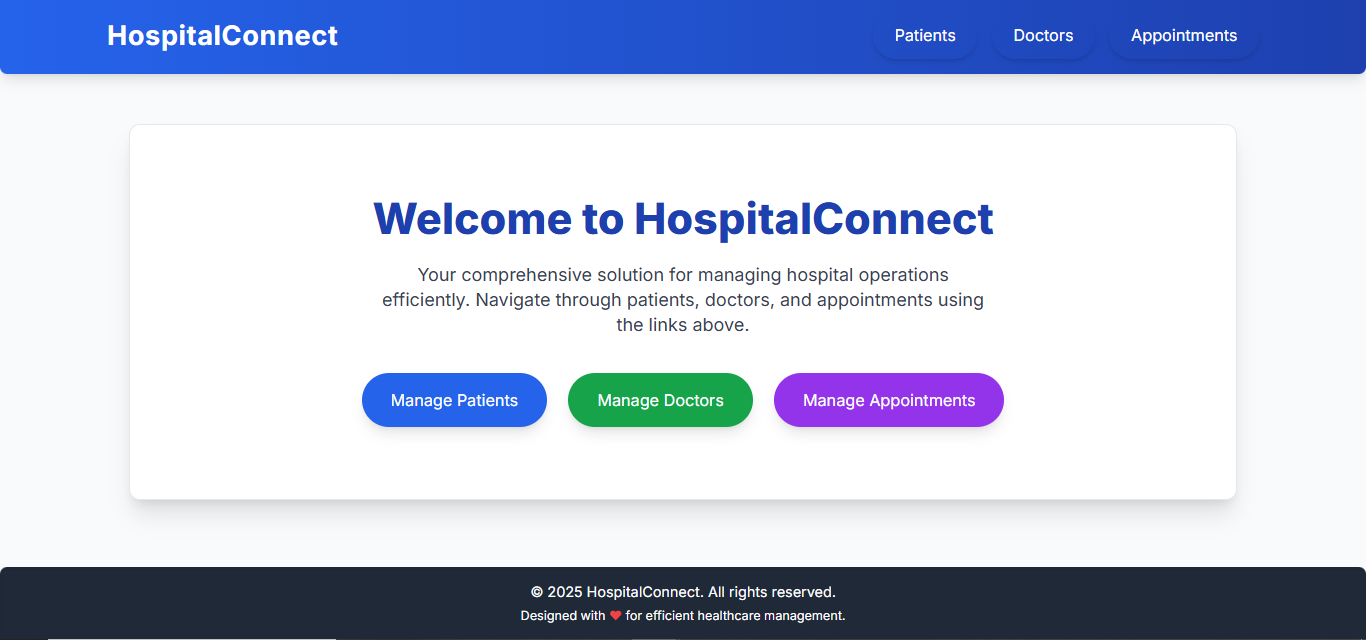 HospitalConnect
Patients
Doctors
Appointments
Welcome to HospitalConnect
Your comprehensive solution for managing hospital operations
efficiently. Navigate through patients, doctors, and appointments using
the links above.
Manage Patients
Manage Doctors
Manage Appointments
© 2025 HospitalConnect. All rights reserved.
Designed with ❤ for efficient healthcare management.